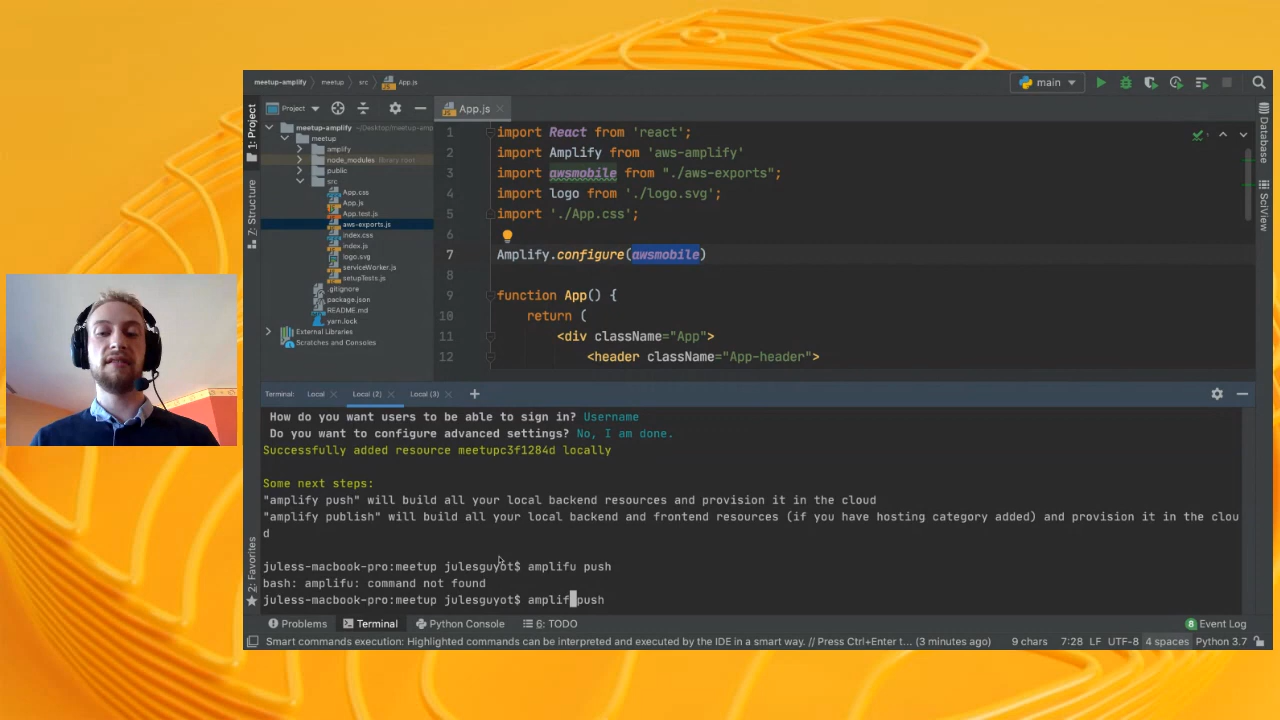 meetup-amplify
meetup
src
App.js
main
1: Project
7: Structure
2: Favorites
Project
meetup-amplify ~/Desktop/meetup-amp
meetup
amplify
node_modules library root
public
src
App.css
App.js
App.test.js
aws-exports.js
index.css
index.js
logo.svg
serviceWorker.js
setupTests.js
.gitignore
package.json
README.md
yarn.lock
External Libraries
Scratches and Consoles
App.js
1 import React from 'react';
2 import Amplify from 'aws-amplify'
3 import awsmobile from "./aws-exports";
4 import logo from './logo.svg';
5 import './App.css';
6
7 Amplify.configure(awsmobile)
8
9 function App() {
10 return (
11 <div className="App">
12 <header className="App-header">
Database
SciView
Terminal: Local Local (2) Local (3)
How do you want users to be able to sign in? Username
Do you want to configure advanced settings? No, I am done.
Successfully added resource meetupc3f1284d locally
Some next steps:
"amplify push" will build all your local backend resources and provision it in the cloud
"amplify publish" will build all your local backend and frontend resources (if you have hosting category added) and provision it in the clou
d
juless-macbook-pro:meetup julesguyot$ amplifu push
bash: amplifu: command not found
juless-macbook-pro:meetup julesguyot$ amplif push
Problems Terminal Python Console 6: TODO 8 Event Log
Smart commands execution: Highlighted commands can be interpreted and executed by the IDE in a smart way. // Press Ctrl+Enter t... (3 minutes ago) 9 chars 7:28 LF UTF-8 4 spaces Python 3.7